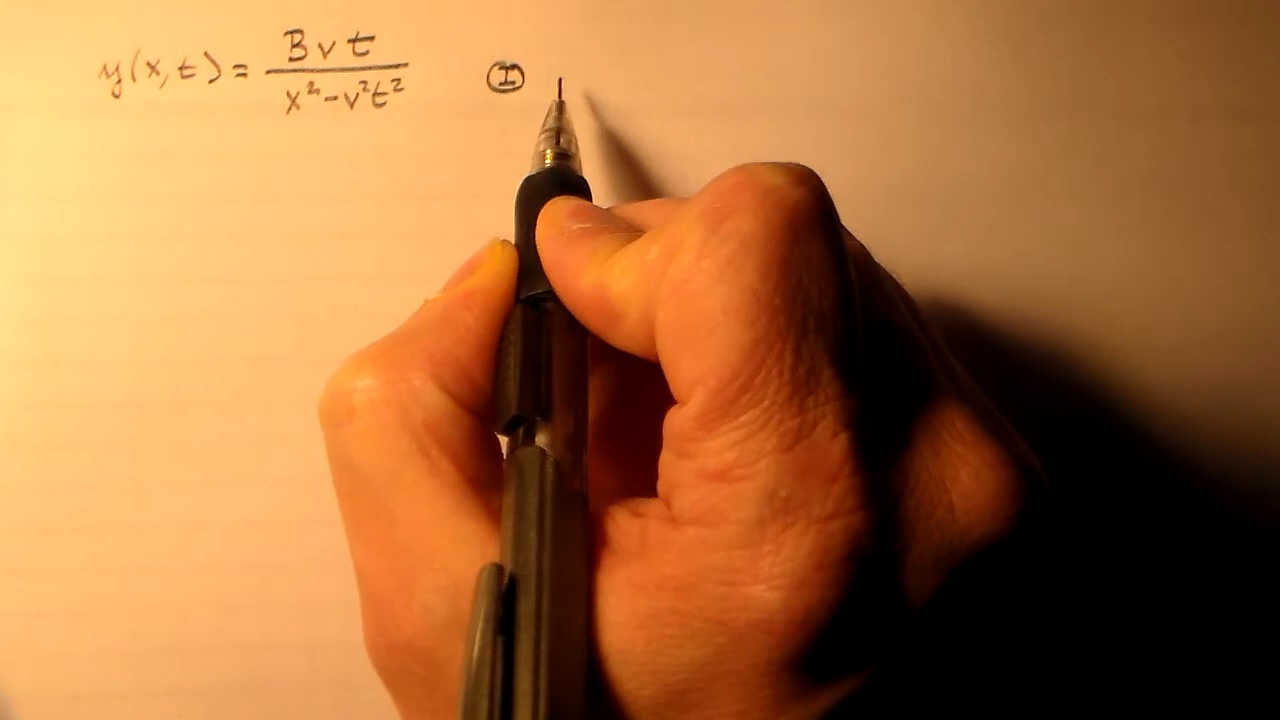 y(x,t) = Bvt / x² - v²t² Ⓘ